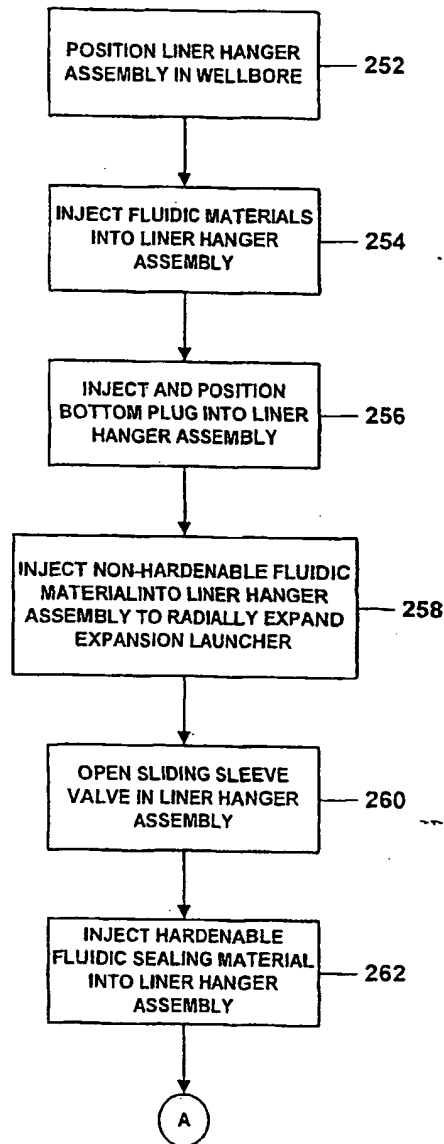 POSITION LINER HANGER
ASSEMBLY IN WELLBORE
252
INJECT FLUIDIC MATERIALS
INTO LINER HANGER
ASSEMBLY
254
INJECT AND POSITION
BOTTOM PLUG INTO LINER
HANGER ASSEMBLY
256
INJECT NON-HARDENABLE FLUIDIC
MATERIALINTO LINER HANGER
ASSEMBLY TO RADIALLY EXPAND
EXPANSION LAUNCHER
258
OPEN SLIDING SLEEVE
VALVE IN LINER HANGER
ASSEMBLY
260
INJECT HARDENABLE
FLUIDIC SEALING MATERIAL
INTO LINER HANGER
ASSEMBLY
262
A